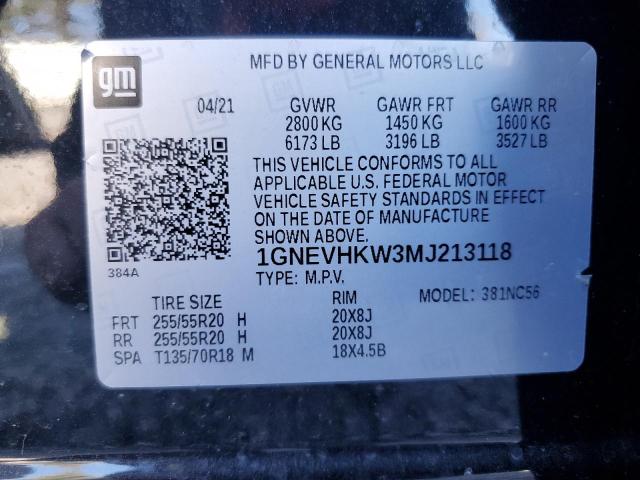 gm
MFD BY GENERAL MOTORS LLC
04/21 GVWR GAWR FRT GAWR RR
2800 KG 1450 KG 1600 KG
6173 LB 3196 LB 3527 LB
THIS VEHICLE CONFORMS TO ALL
APPLICABLE U.S. FEDERAL MOTOR
VEHICLE SAFETY STANDARDS IN EFFECT
ON THE DATE OF MANUFACTURE
SHOWN ABOVE.
384A
1GNEVHKW3MJ213118
TYPE: M.P.V.
TIRE SIZE RIM MODEL: 381NC56
FRT 255/55R20 H 20X8J
RR 255/55R20 H 20X8J
SPA T135/70R18 M 18X4.5B